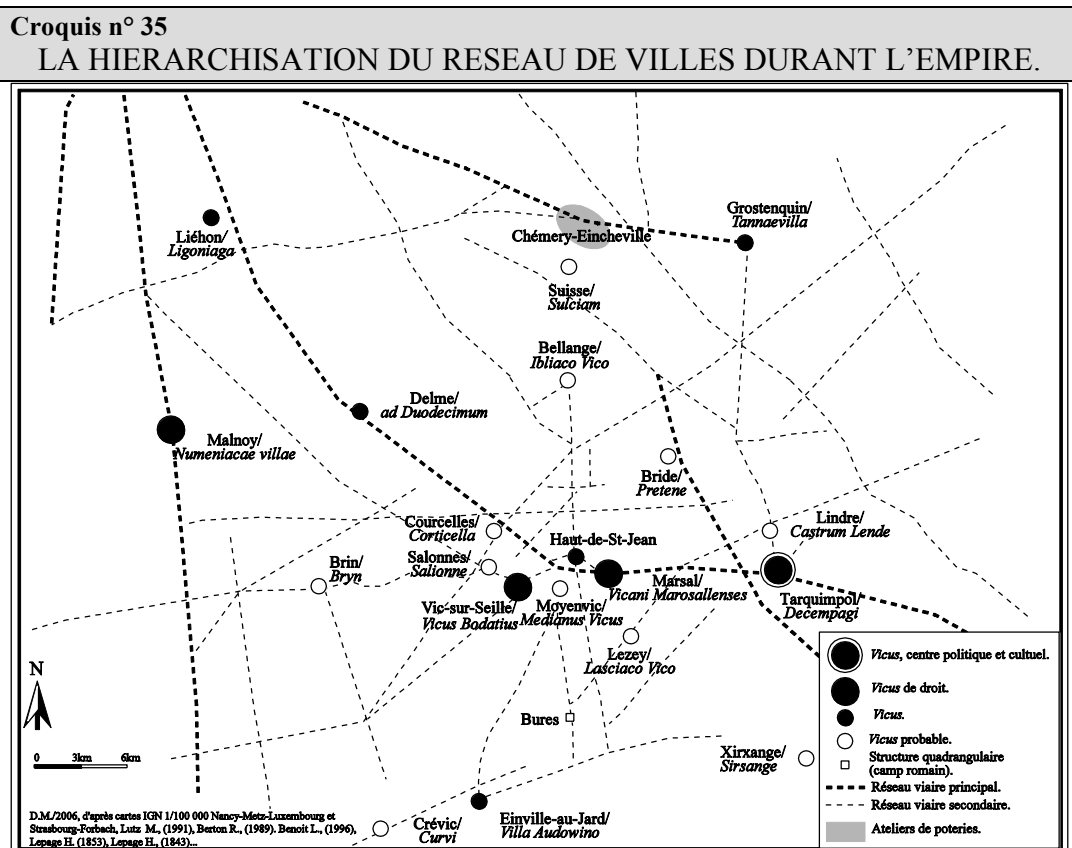 Croquis n° 35
LA HIERARCHISATION DU RESEAU DE VILLES DURANT L'EMPIRE.
Grostenquin/
Tannaevilla
Liéhon/
Ligoniaga
Chémery-Eincheville
Suisse/
Sulciam
Bellange/
Ibliaco Vico
Delme/
ad Duodecimum
Malnoy/
Numeniacae villae
Bride/
Pretene
Courcelles/
Corticella
Lindre/
Castrum Lende
Haut-de-St-Jean
Salonnes/
Salionne
Brin/
Bryn
Marsal/
Vicani Marosallenses
Vic-sur-Seille/
Vicus Bodatius
Moyenvic/
Medianus Vicus
Tarquimpol/
Decempagi
Lezey/
Lasciaco Vico
N
Bures
0 3km 6km
Xirxange/
Sirsange
Einville-au-Jard/
Villa Audowino
Crévic/
Curvi
Vicus, centre politique et cultuel.
Vicus de droit.
Vicus.
Vicus probable.
Structure quadrangulaire
(camp romain).
Réseau viaire principal.
Réseau viaire secondaire.
Ateliers de poteries.
D.M./2006, d'après cartes IGN 1/100 000 Nancy-Metz-Luxembourg et
Strasbourg-Forbach, Lutz M., (1991), Berton R., (1989). Benoit L., (1996),
Lepage H. (1853), Lepage H., (1843)...